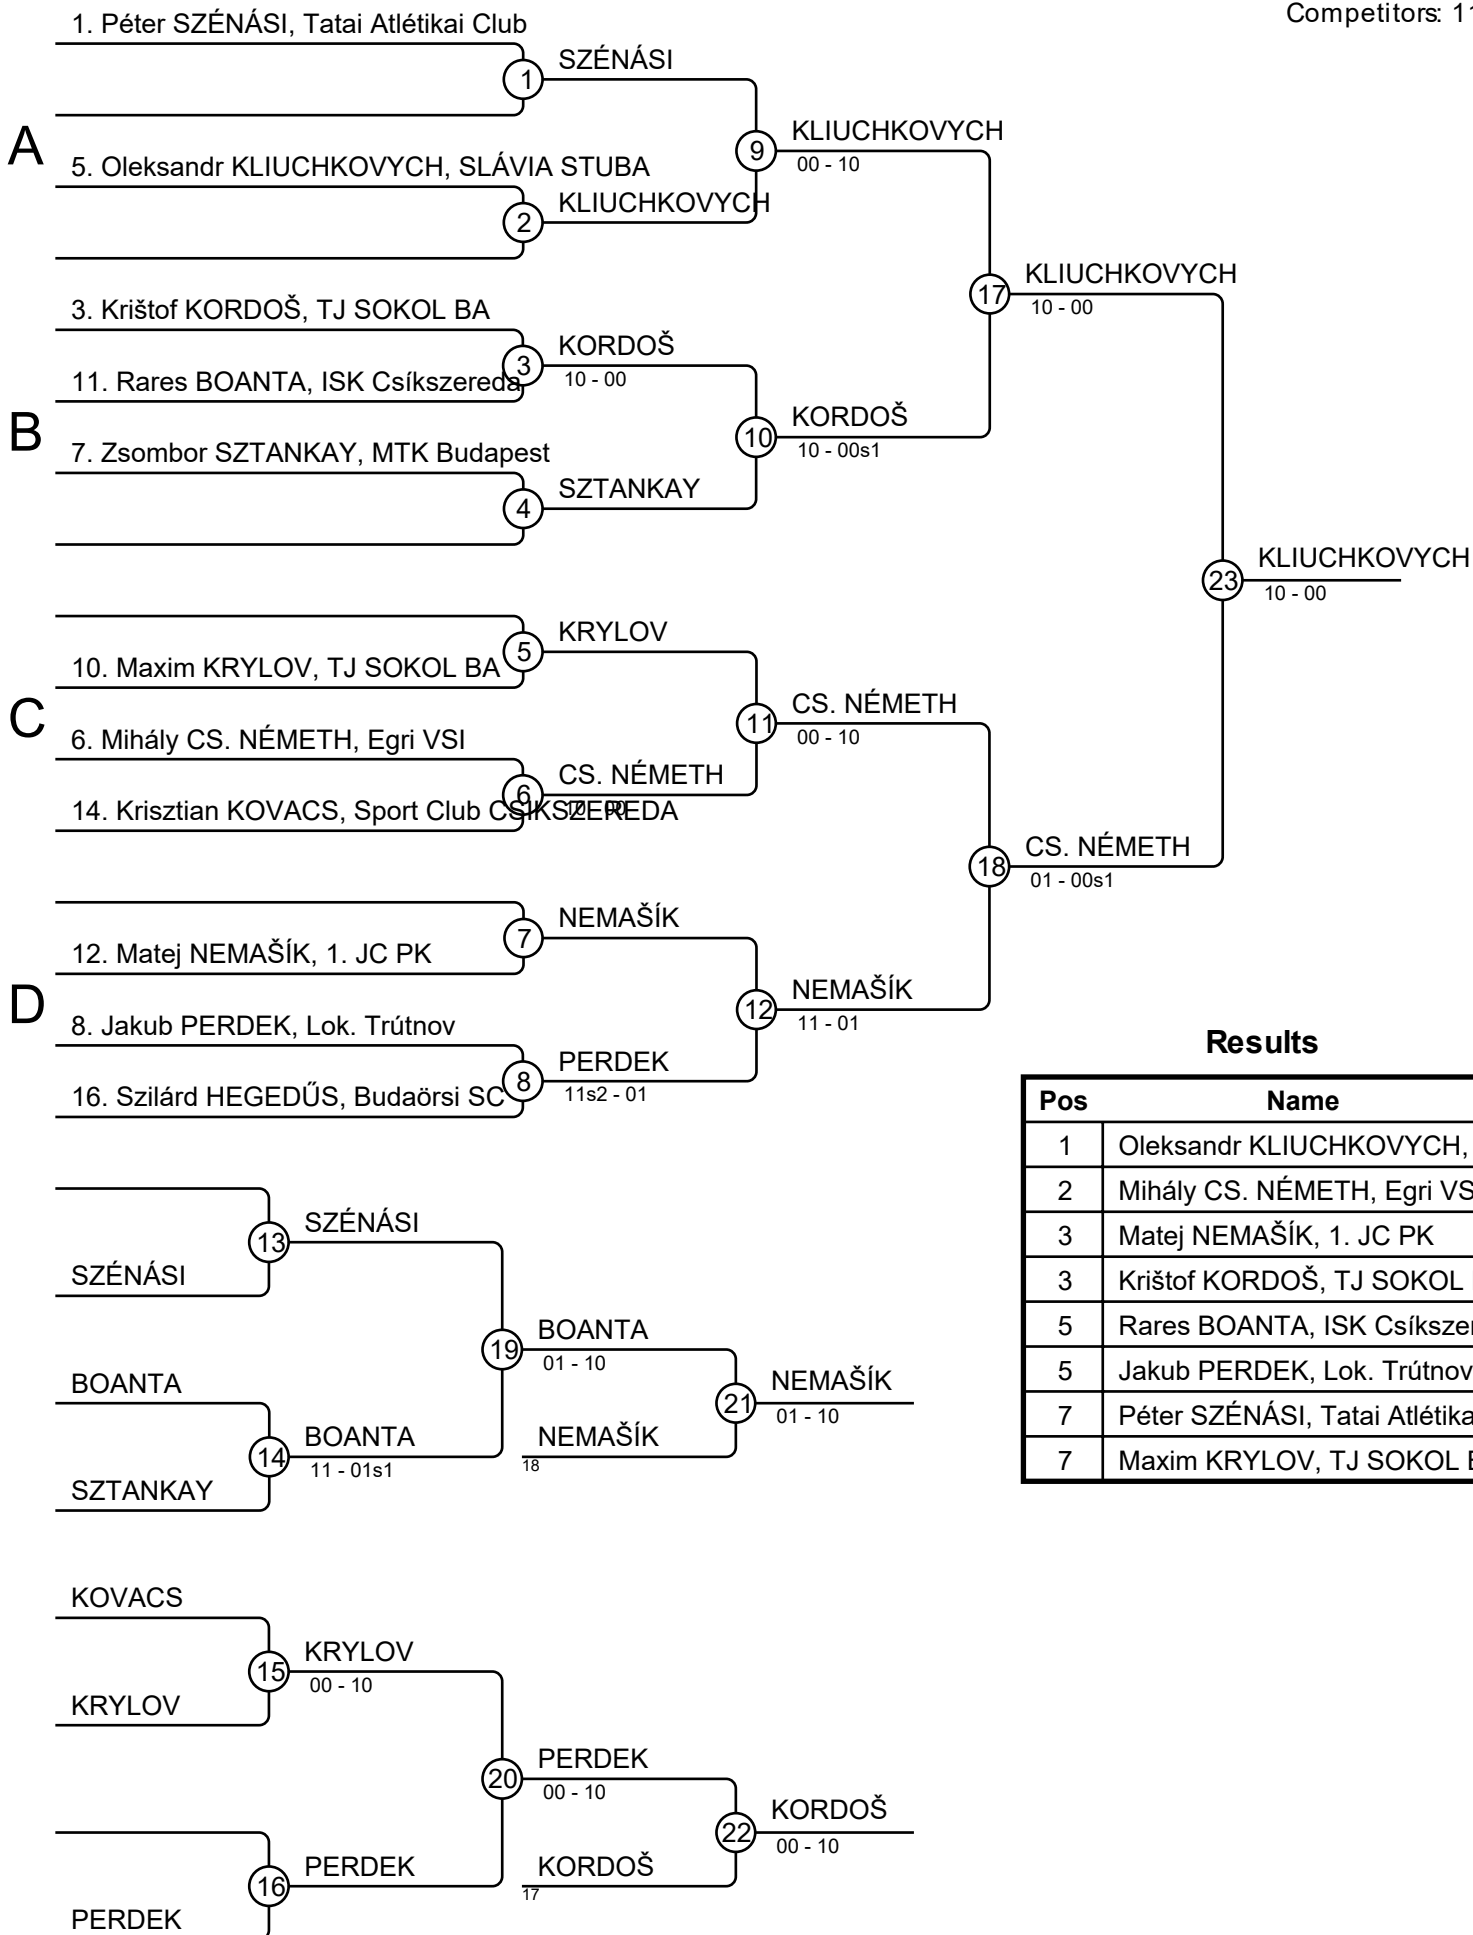 Competitors: 11
1. Péter SZÉNÁSI, Tatai Atlétikai Club
1
SZÉNÁSI
A
9
KLIUCHKOVYCH
00 - 10
5. Oleksandr KLIUCHKOVYCH, SLÁVIA STUBA
2
KLIUCHKOVYCH
17
KLIUCHKOVYCH
10 - 00
3. Krištof KORDOŠ, TJ SOKOL BA
3
KORDOŠ
10 - 00
11. Rares BOANTA, ISK Csíkszereda
B
10
KORDOŠ
10 - 00s1
7. Zsombor SZTANKAY, MTK Budapest
4
SZTANKAY
23
KLIUCHKOVYCH
10 - 00
5
KRYLOV
10. Maxim KRYLOV, TJ SOKOL BA
C
11
CS. NÉMETH
00 - 10
6. Mihály CS. NÉMETH, Egri VSI
6
CS. NÉMETH
14. Krisztian KOVACS, Sport Club CSIKSZEREDA
18
CS. NÉMETH
01 - 00s1
7
NEMAŠÍK
12. Matej NEMAŠÍK, 1. JC PK
D
12
NEMAŠÍK
11 - 01
8. Jakub PERDEK, Lok. Trútnov
8
PERDEK
11s2 - 01
16. Szilárd HEGEDŰS, Budaörsi SC
Results
Pos Name
1 Oleksandr KLIUCHKOVYCH,
2 Mihály CS. NÉMETH, Egri VS
3 Matej NEMAŠÍK, 1. JC PK
3 Krištof KORDOŠ, TJ SOKOL
5 Rares BOANTA, ISK Csíksze
5 Jakub PERDEK, Lok. Trútnov
7 Péter SZÉNÁSI, Tatai Atlétika
7 Maxim KRYLOV, TJ SOKOL
13
SZÉNÁSI
SZÉNÁSI
19
BOANTA
01 - 10
BOANTA
14
BOANTA
11 - 01s1
SZTANKAY
21
NEMAŠÍK
01 - 10
NEMAŠÍK
18
KOVACS
15
KRYLOV
00 - 10
KRYLOV
20
PERDEK
00 - 10
22
KORDOŠ
00 - 10
16
PERDEK
KORDOŠ
17
PERDEK